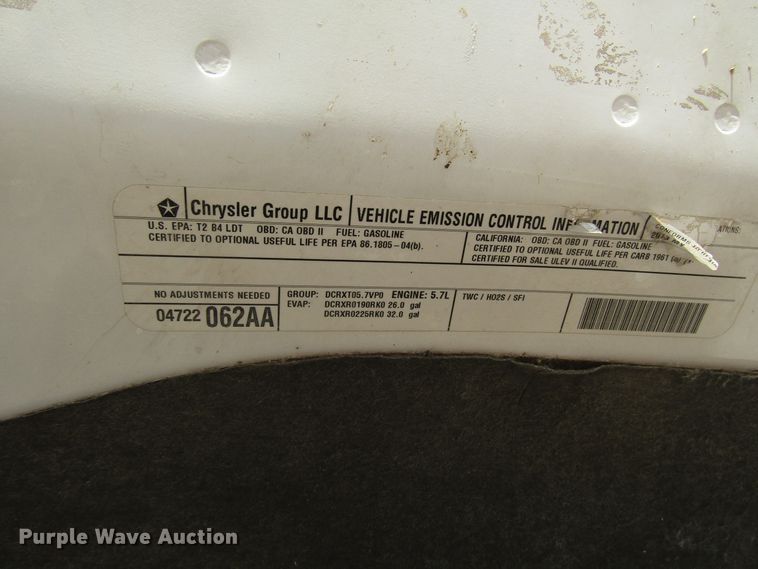 Chrysler Group LLC
VEHICLE EMISSION CONTROL
U.S. EPA: T2 B4 LDT OBD: CA OBD II FUEL: GASOLINE
CERTIFIED TO OPTIONAL USEFUL LIFE PER EPA 86.1805-04(b).
CALIFORNIA: OBD: CA OBD II FUEL: GASOLINE
CERTIFIED TO OPTIONAL USEFUL LIFE PER CARB 1961
CERTIFIED FOR SALE ULEV II QUALIFIED.
CONFORMS
NO ADJUSTMENTS NEEDED
04722 062AA
GROUP: DCRXT05.7VP0 ENGINE: 5.7L
EVAP: DCRXR0190RK0 26.0 gal
DCRXR0225RK0 32.0 gal
TWC / HO2S / SFI
Purple Wave Auction